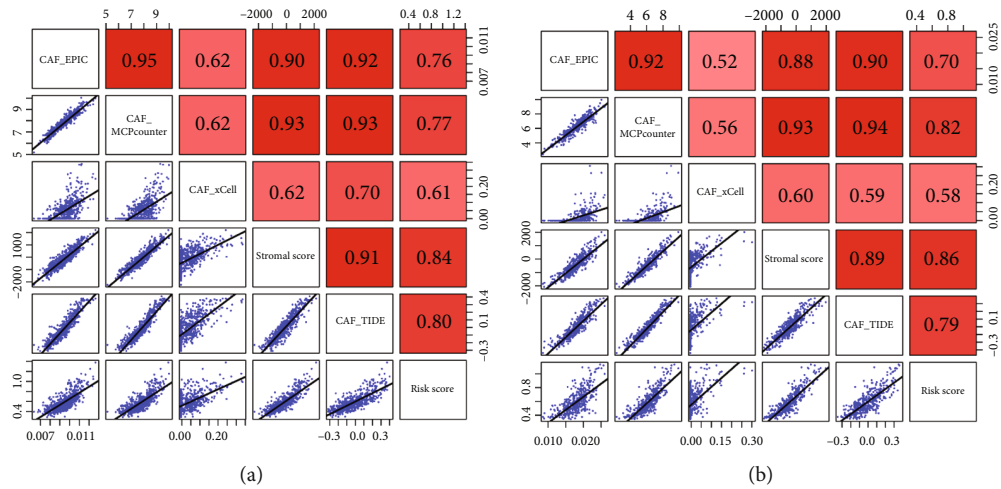 5 7 9 −2000 0 2000 0.4 0.8 1.2
CAF_EPIC 0.95 0.62 0.90 0.92 0.76 0.007 0.011
5 7 9 CAF_ MCPcounter 0.62 0.93 0.93 0.77
CAF_xCell 0.62 0.70 0.61 0.00 0.20
−2000 1000 Stromal score 0.91 0.84
CAF_TIDE 0.80 −0.3 0.1 0.4
0.4 1.0 Risk score
0.007 0.011 0.00 0.20 −0.3 0.0 0.3
(a)
4 6 8 −2000 0 2000 0.4 0.8
CAF_EPIC 0.92 0.52 0.88 0.90 0.70 0.010 0.025
4 6 8 CAF_ MCPcounter 0.56 0.93 0.94 0.82
CAF_xCell 0.60 0.59 0.58 0.00 0.20
−2000 0 2000 Stromal score 0.89 0.86
CAF_TIDE 0.79 −0.3 0.1
0.4 0.8 Risk score
0.010 0.020 0.00 0.15 0.30 −0.3 0.0 0.3
(b)